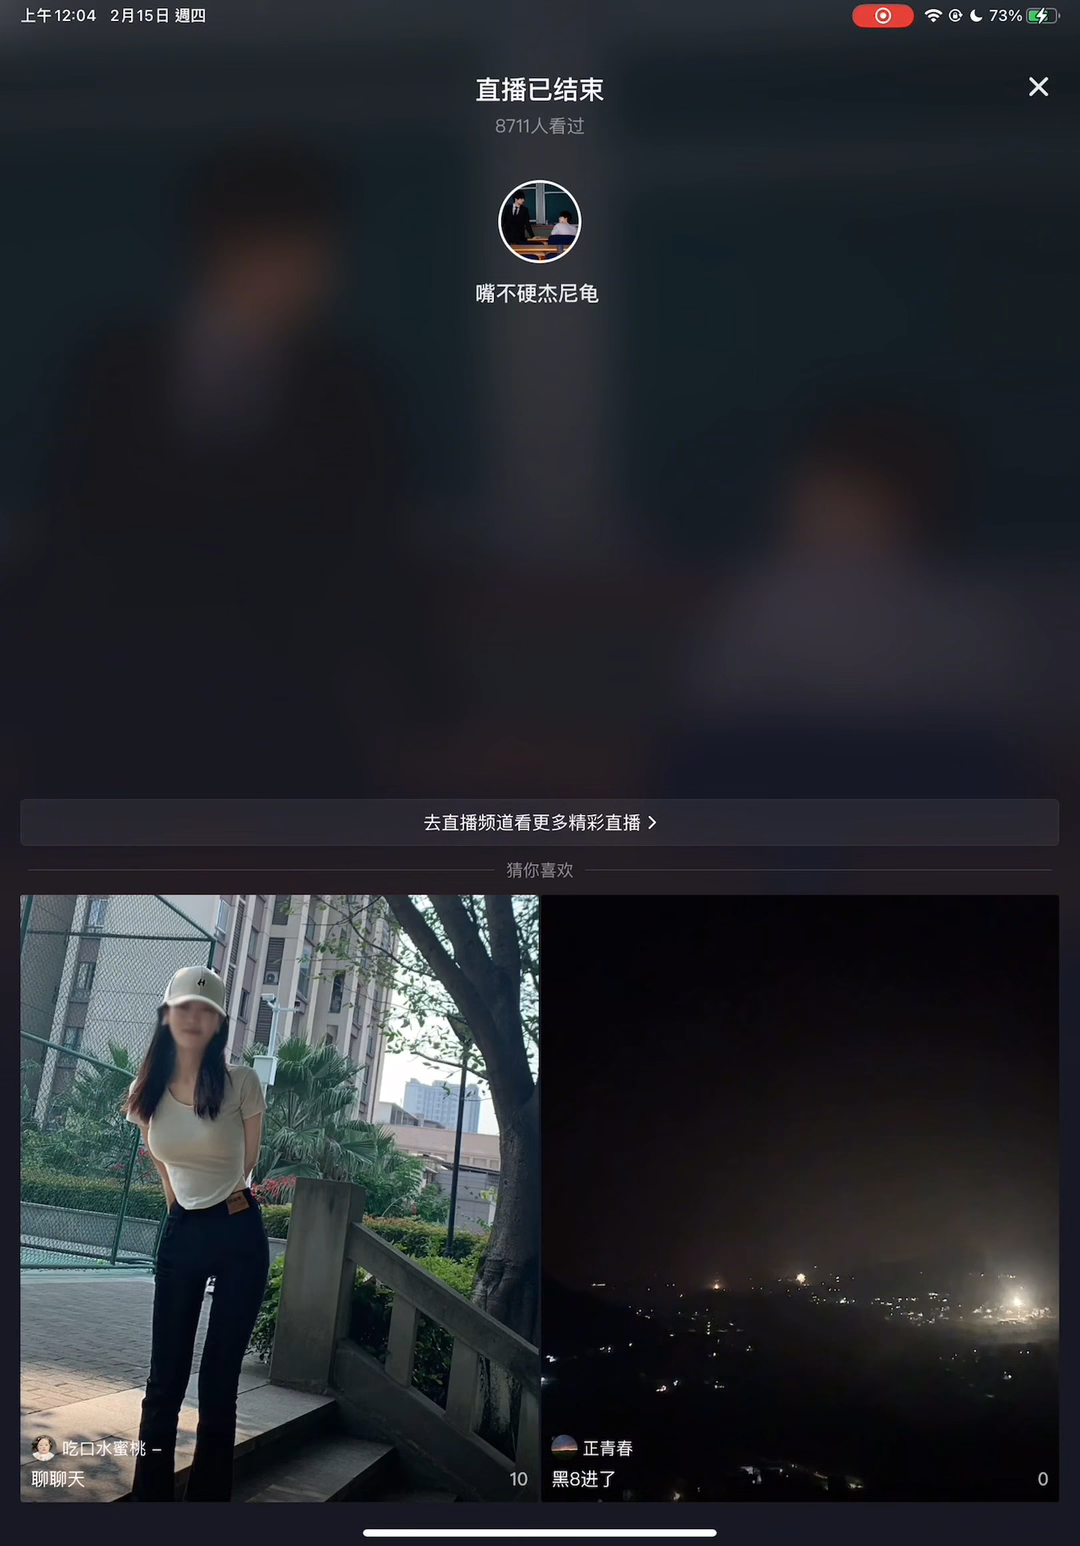 上午12:04 2月15日 週四
73%
直播已结束
8711人看过
嘴不硬杰尼龟
去直播频道看更多精彩直播
猜你喜欢
吃口水蜜桃 –
聊聊天
10
正青春
黑8进了
0